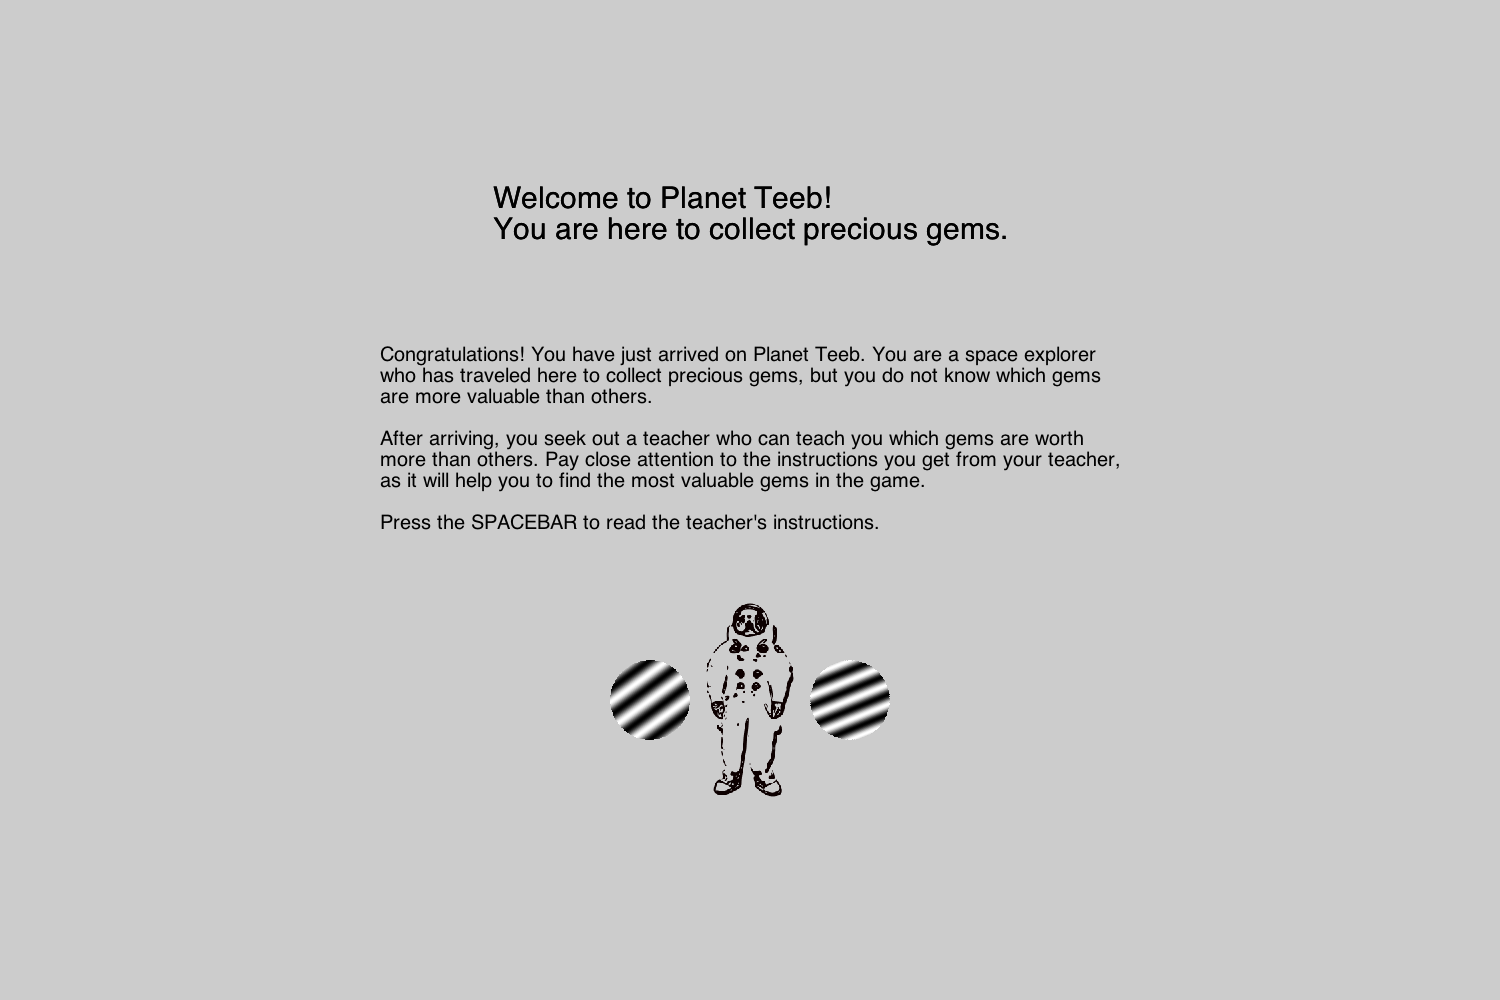 Welcome to Planet Teeb!
You are here to collect precious gems.
Congratulations! You have just arrived on Planet Teeb. You are a space explorer
who has traveled here to collect precious gems, but you do not know which gems
are more valuable than others.
After arriving, you seek out a teacher who can teach you which gems are worth
more than others. Pay close attention to the instructions you get from your teacher,
as it will help you to find the most valuable gems in the game.
Press the SPACEBAR to read the teacher's instructions.